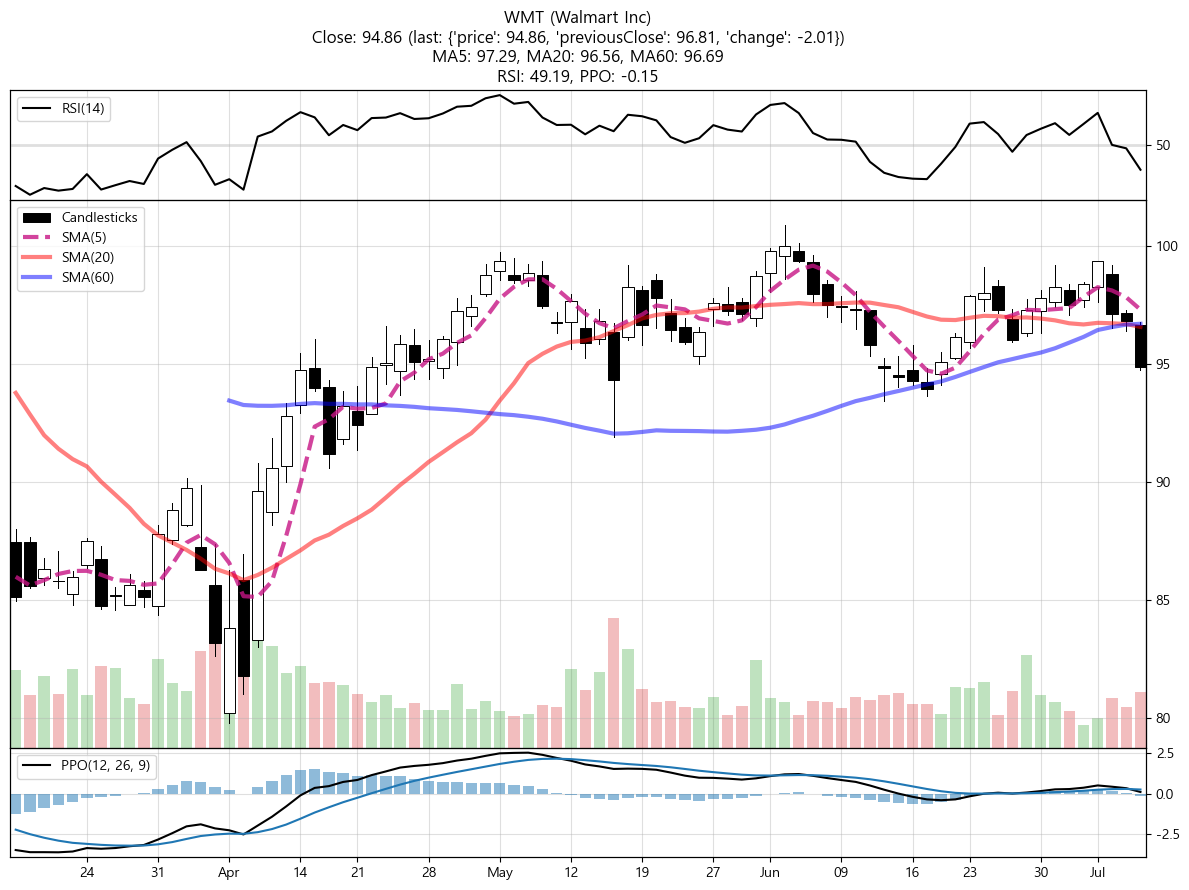 WMT (Walmart Inc)
Close: 94.86 (last: {'price': 94.86, 'previousClose': 96.81, 'change': -2.01})
MA5: 97.29, MA20: 96.56, MA60: 96.69
RSI: 49.19, PPO: -0.15
RSI(14)
50
Candlesticks
SMA(5)
SMA(20)
SMA(60)
100
95
90
85
80
PPO(12, 26, 9)
2.5
0.0
-2.5
24 31 Apr 14 21 28 May 12 19 27 Jun 09 16 23 30 Jul